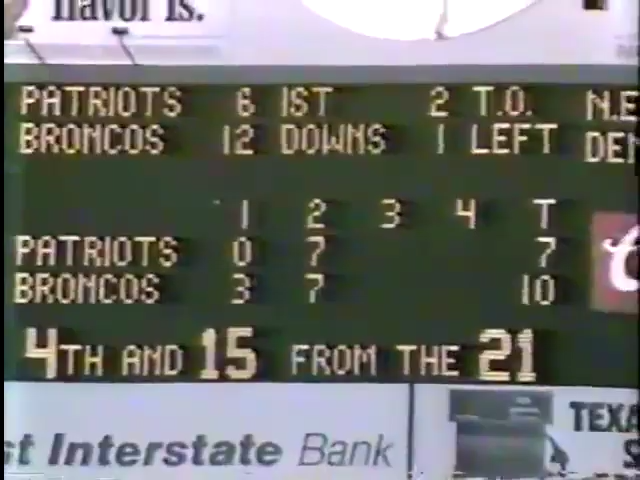 flavor is.
PATRIOTS 6 1ST 2 T.O. N.E
BRONCOS 12 DOWNS 1 LEFT DEN
1 2 3 4 T
PATRIOTS 0 7 7
BRONCOS 3 7 10
4TH AND 15 FROM THE 21
st Interstate Bank
TEXA
S